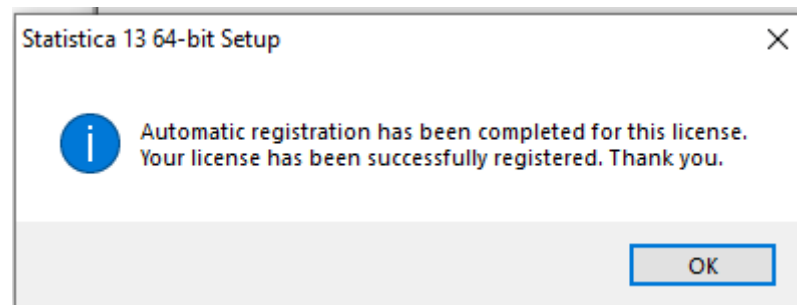 Statistica 13 64-bit Setup
Automatic registration has been completed for this license.
Your license has been successfully registered. Thank you.
OK